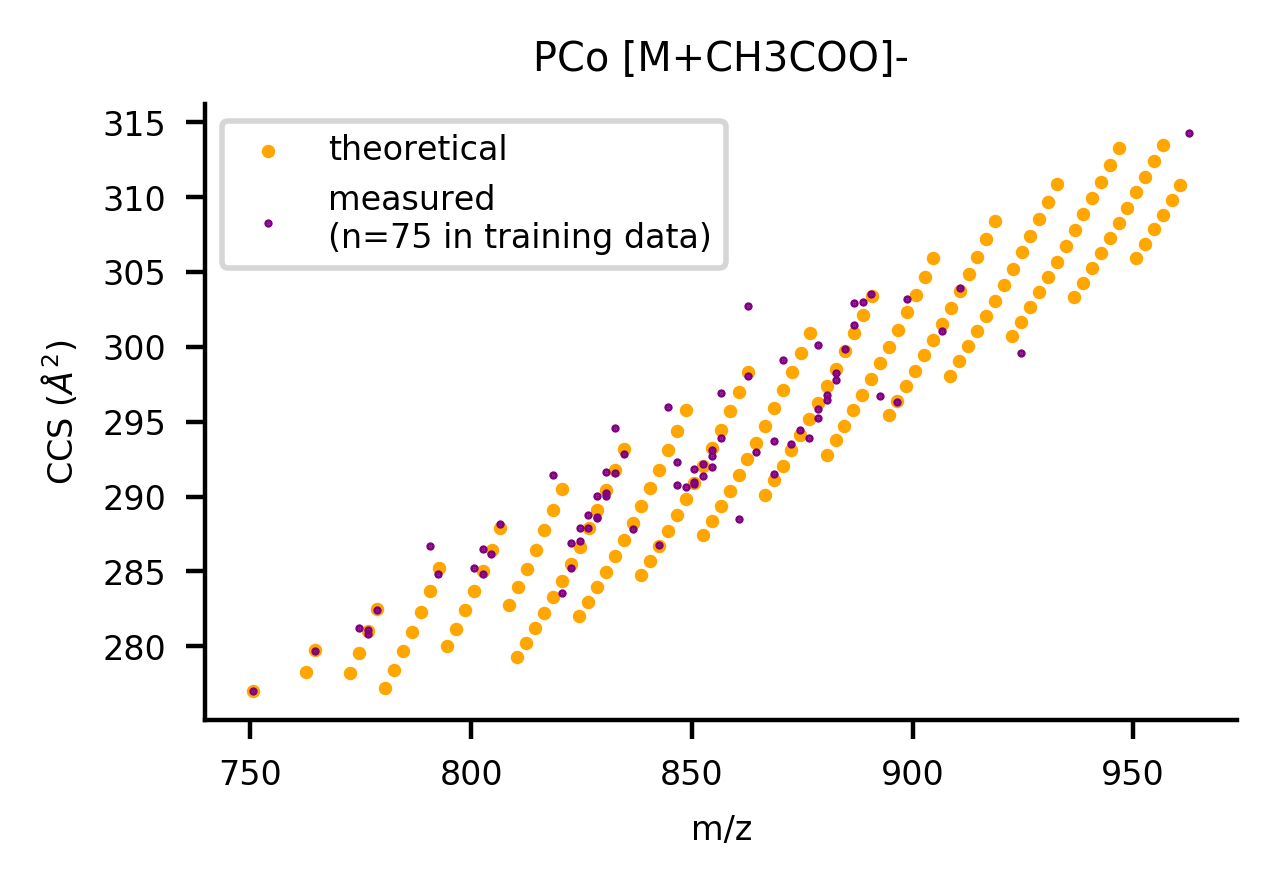 PCo [M+CH3COO]-
315
310
305
300
295
290
285
280
CCS (Å²)
theoretical
measured
(n=75 in training data)
750
800
850
900
950
m/z